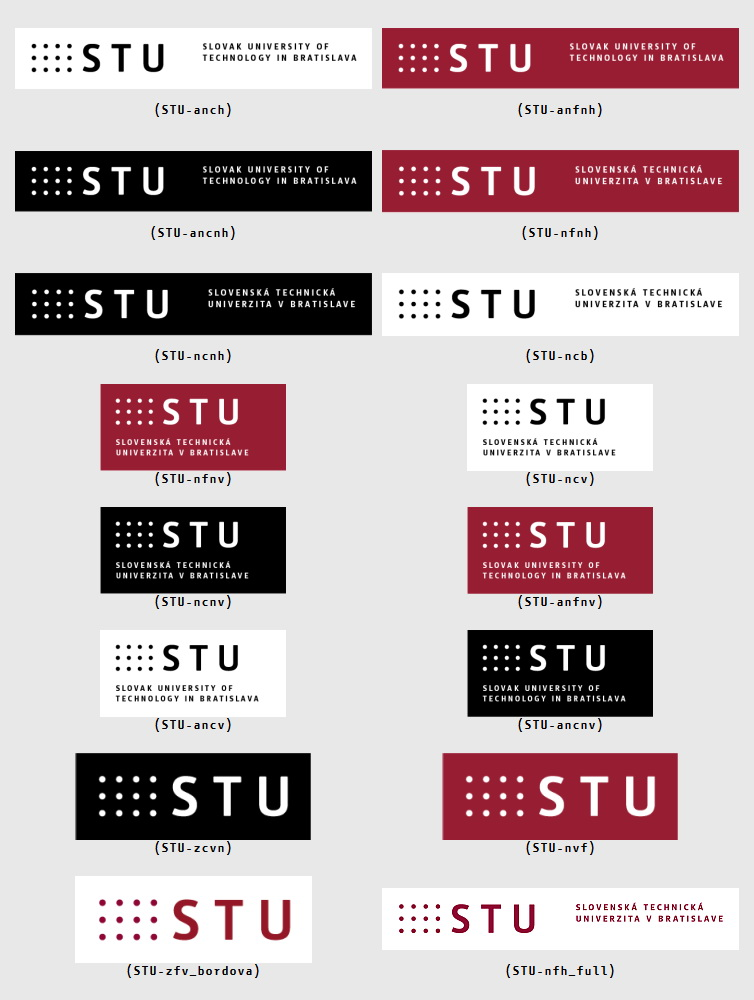 STU
SLOVAK UNIVERSITY OF
TECHNOLOGY IN BRATISLAVA
(STU-anch)
STU
SLOVAK UNIVERSITY OF
TECHNOLOGY IN BRATISLAVA
(STU-anfnh)
STU
SLOVAK UNIVERSITY OF
TECHNOLOGY IN BRATISLAVA
(STU-ancnh)
STU
SLOVENSKÁ TECHNICKÁ
UNIVERZITA V BRATISLAVE
(STU-nfnh)
STU
SLOVENSKÁ TECHNICKÁ
UNIVERZITA V BRATISLAVE
(STU-ncnh)
STU
SLOVENSKÁ TECHNICKÁ
UNIVERZITA V BRATISLAVE
(STU-ncb)
STU
SLOVENSKÁ TECHNICKÁ
UNIVERZITA V BRATISLAVE
(STU-nfnv)
STU
SLOVENSKÁ TECHNICKÁ
UNIVERZITA V BRATISLAVE
(STU-ncv)
STU
SLOVENSKÁ TECHNICKÁ
UNIVERZITA V BRATISLAVE
(STU-ncnv)
STU
SLOVAK UNIVERSITY OF
TECHNOLOGY IN BRATISLAVA
(STU-anfnv)
STU
SLOVAK UNIVERSITY OF
TECHNOLOGY IN BRATISLAVA
(STU-ancv)
STU
SLOVAK UNIVERSITY OF
TECHNOLOGY IN BRATISLAVA
(STU-ancnv)
STU
(STU-zcvn)
STU
(STU-nvf)
STU
(STU-zfv_bordova)
STU
SLOVENSKÁ TECHNICKÁ
UNIVERZITA V BRATISLAVE
(STU-nfh_full)